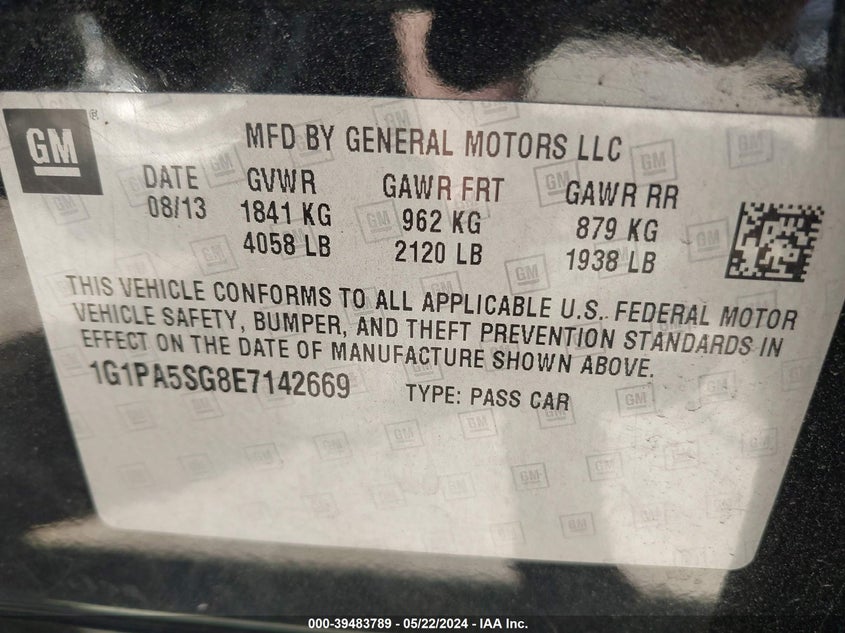 GM ®
MFD BY GENERAL MOTORS LLC
DATE GVWR GAWR FRT GAWR RR
08/13 1841 KG 962 KG 879 KG
4058 LB 2120 LB 1938 LB
THIS VEHICLE CONFORMS TO ALL APPLICABLE U.S. FEDERAL MOTOR
VEHICLE SAFETY, BUMPER, AND THEFT PREVENTION STANDARDS IN
EFFECT ON THE DATE OF MANUFACTURE SHOWN ABOVE.
1G1PA5SG8E7142669 TYPE: PASS CAR
000-39483789 - 05/22/2024 - IAA Inc.